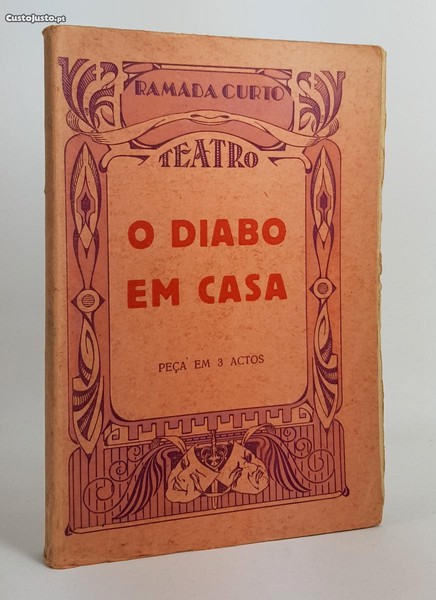 CustoJusto.pt
RAMADA CURTO
TEATRO
O DIABO
EM CASA
PEÇA EM 3 ACTOS